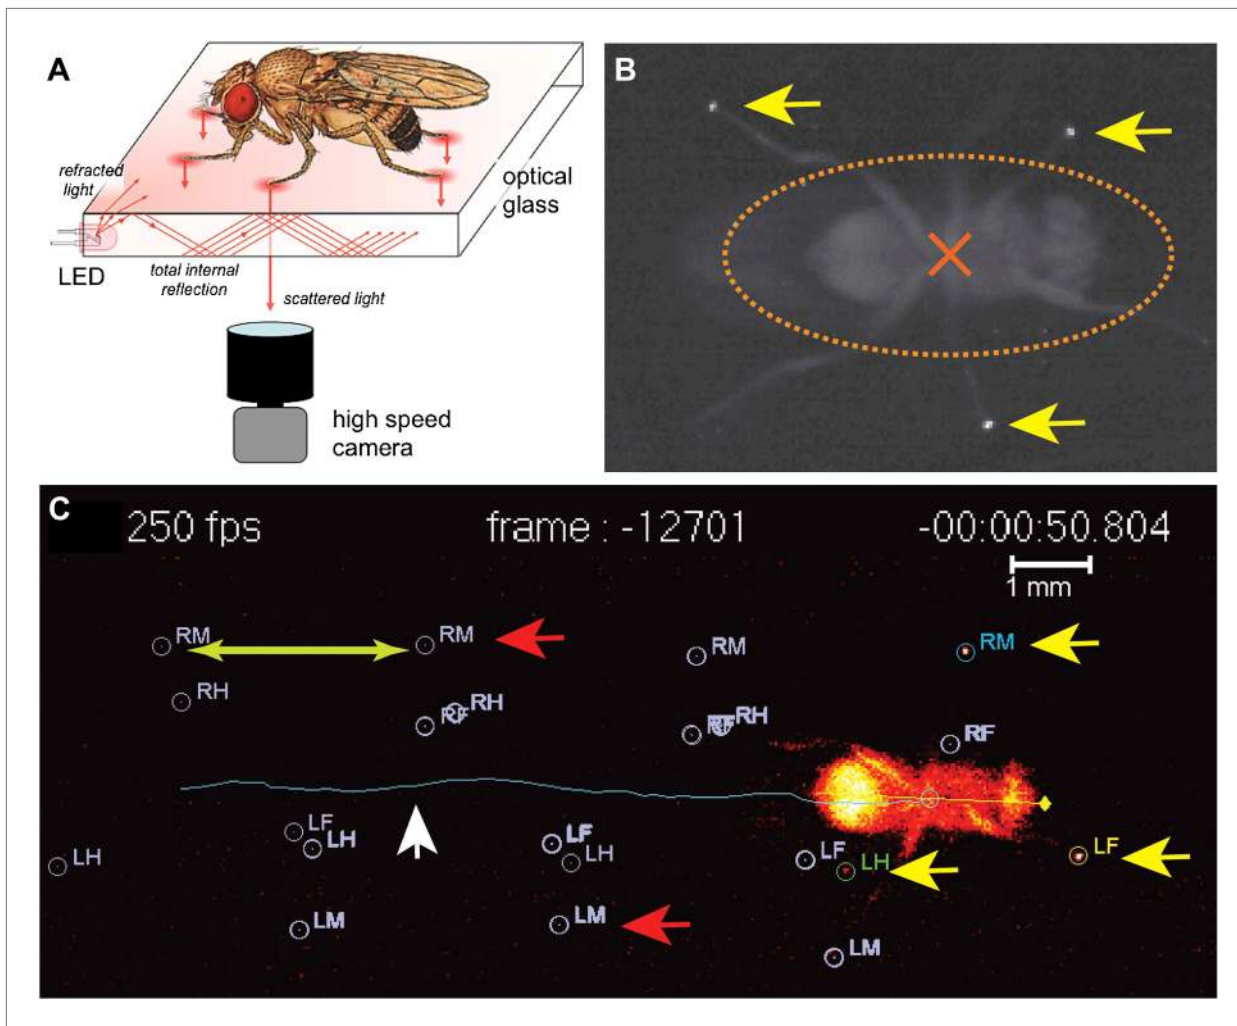 A
refracted
light
optical
glass
LED
total internal
reflection
scattered light
high speed
camera
B
C
250 fps
frame : -12701
-00:00:50.804
1 mm
RM
RM
RM
RM
RH
RF
RH
RF
RH
RF
LF
LH
LH
LF
LH
LF
LH
LF
LM
LM
LM